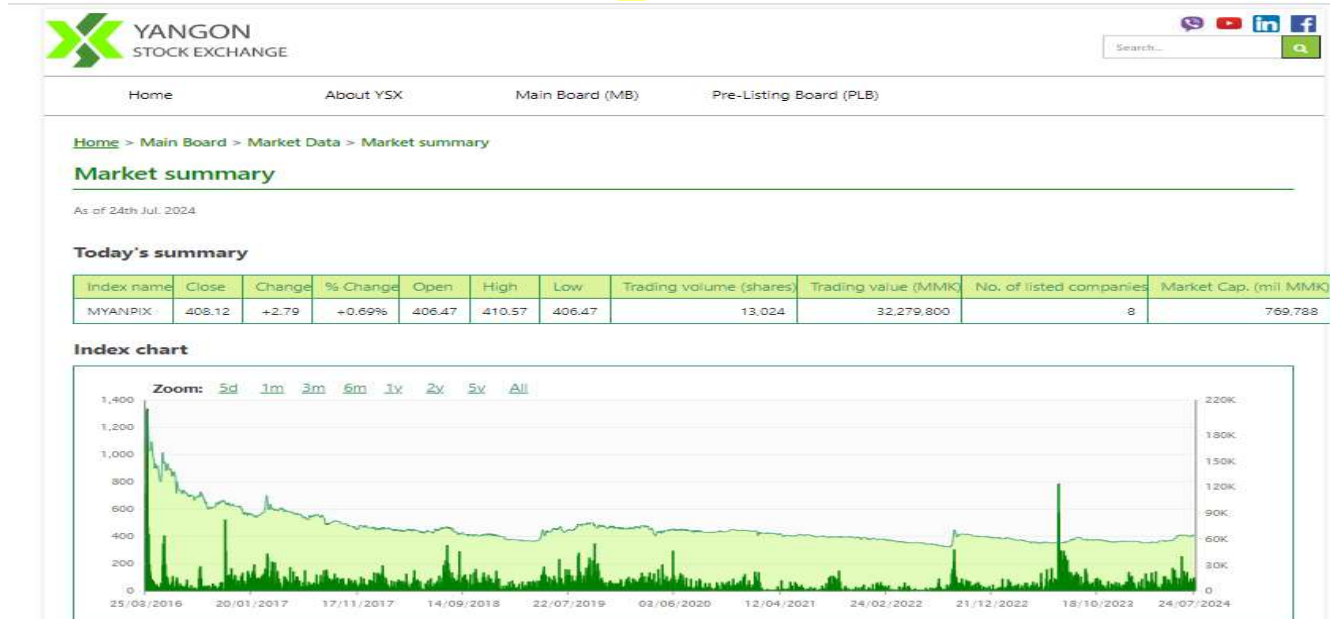 YANGON
STOCK EXCHANGE
Search...
Home About YSX Main Board (MB) Pre-Listing Board (PLB)
Home > Main Board > Market Data > Market summary
Market summary
As of 24th Jul. 2024
Today's summary
Index name Close Change % Change Open High Low Trading volume (shares) Trading value (MMK) No. of listed companies Market Cap. (mil MMK)
MYANPIX 408.12 +2.79 +0.69% 406.47 410.57 406.47 13,024 32,279,800 8 769,788
Index chart
Zoom: 5d 1m 3m 6m 1y 2y 5y All
1,400 220K
1,200
180K
1,000 150K
800 120K
600 90K
400 60K
200 30K
0 0
25/03/2016 20/01/2017 17/11/2017 14/09/2018 22/07/2019 03/06/2020 12/04/2021 24/02/2022 21/12/2022 18/10/2023 24/07/2024